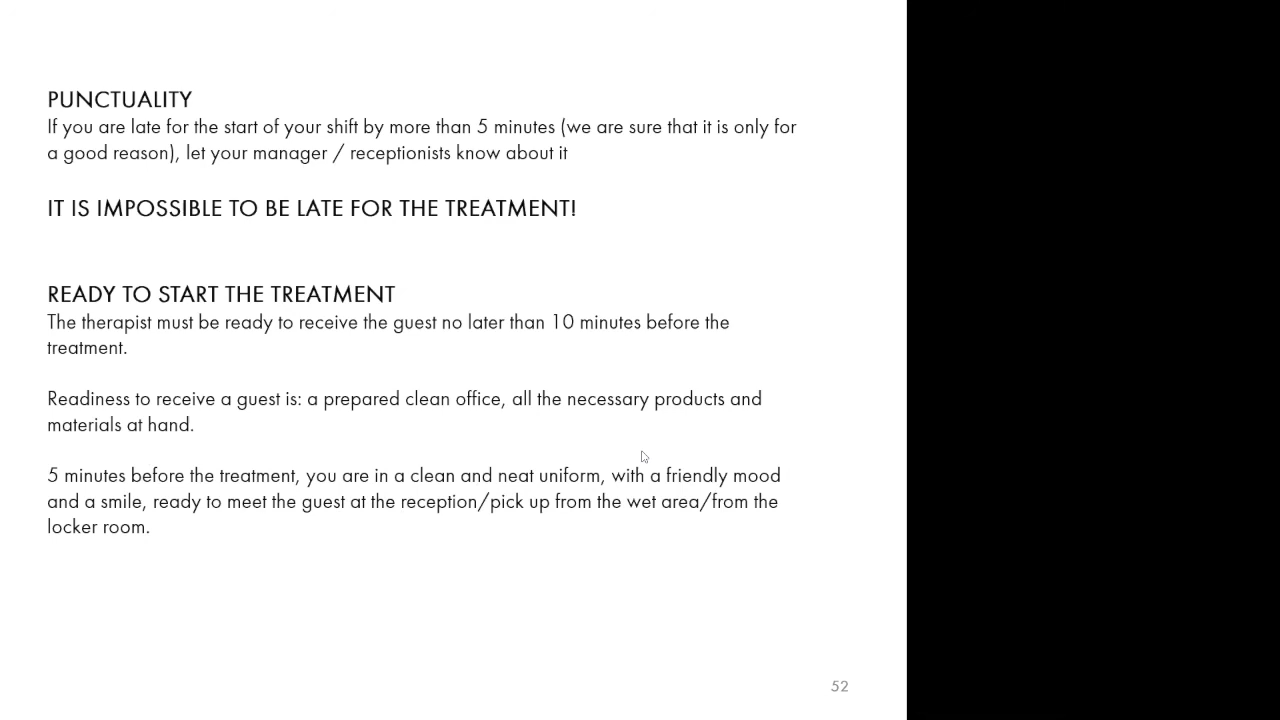 PUNCTUALITY
If you are late for the start of your shift by more than 5 minutes (we are sure that it is only for
a good reason), let your manager / receptionists know about it
IT IS IMPOSSIBLE TO BE LATE FOR THE TREATMENT!
READY TO START THE TREATMENT
The therapist must be ready to receive the guest no later than 10 minutes before the
treatment.
Readiness to receive a guest is: a prepared clean office, all the necessary products and
materials at hand.
5 minutes before the treatment, you are in a clean and neat uniform, with a friendly mood
and a smile, ready to meet the guest at the reception/pick up from the wet area/from the
locker room.
52